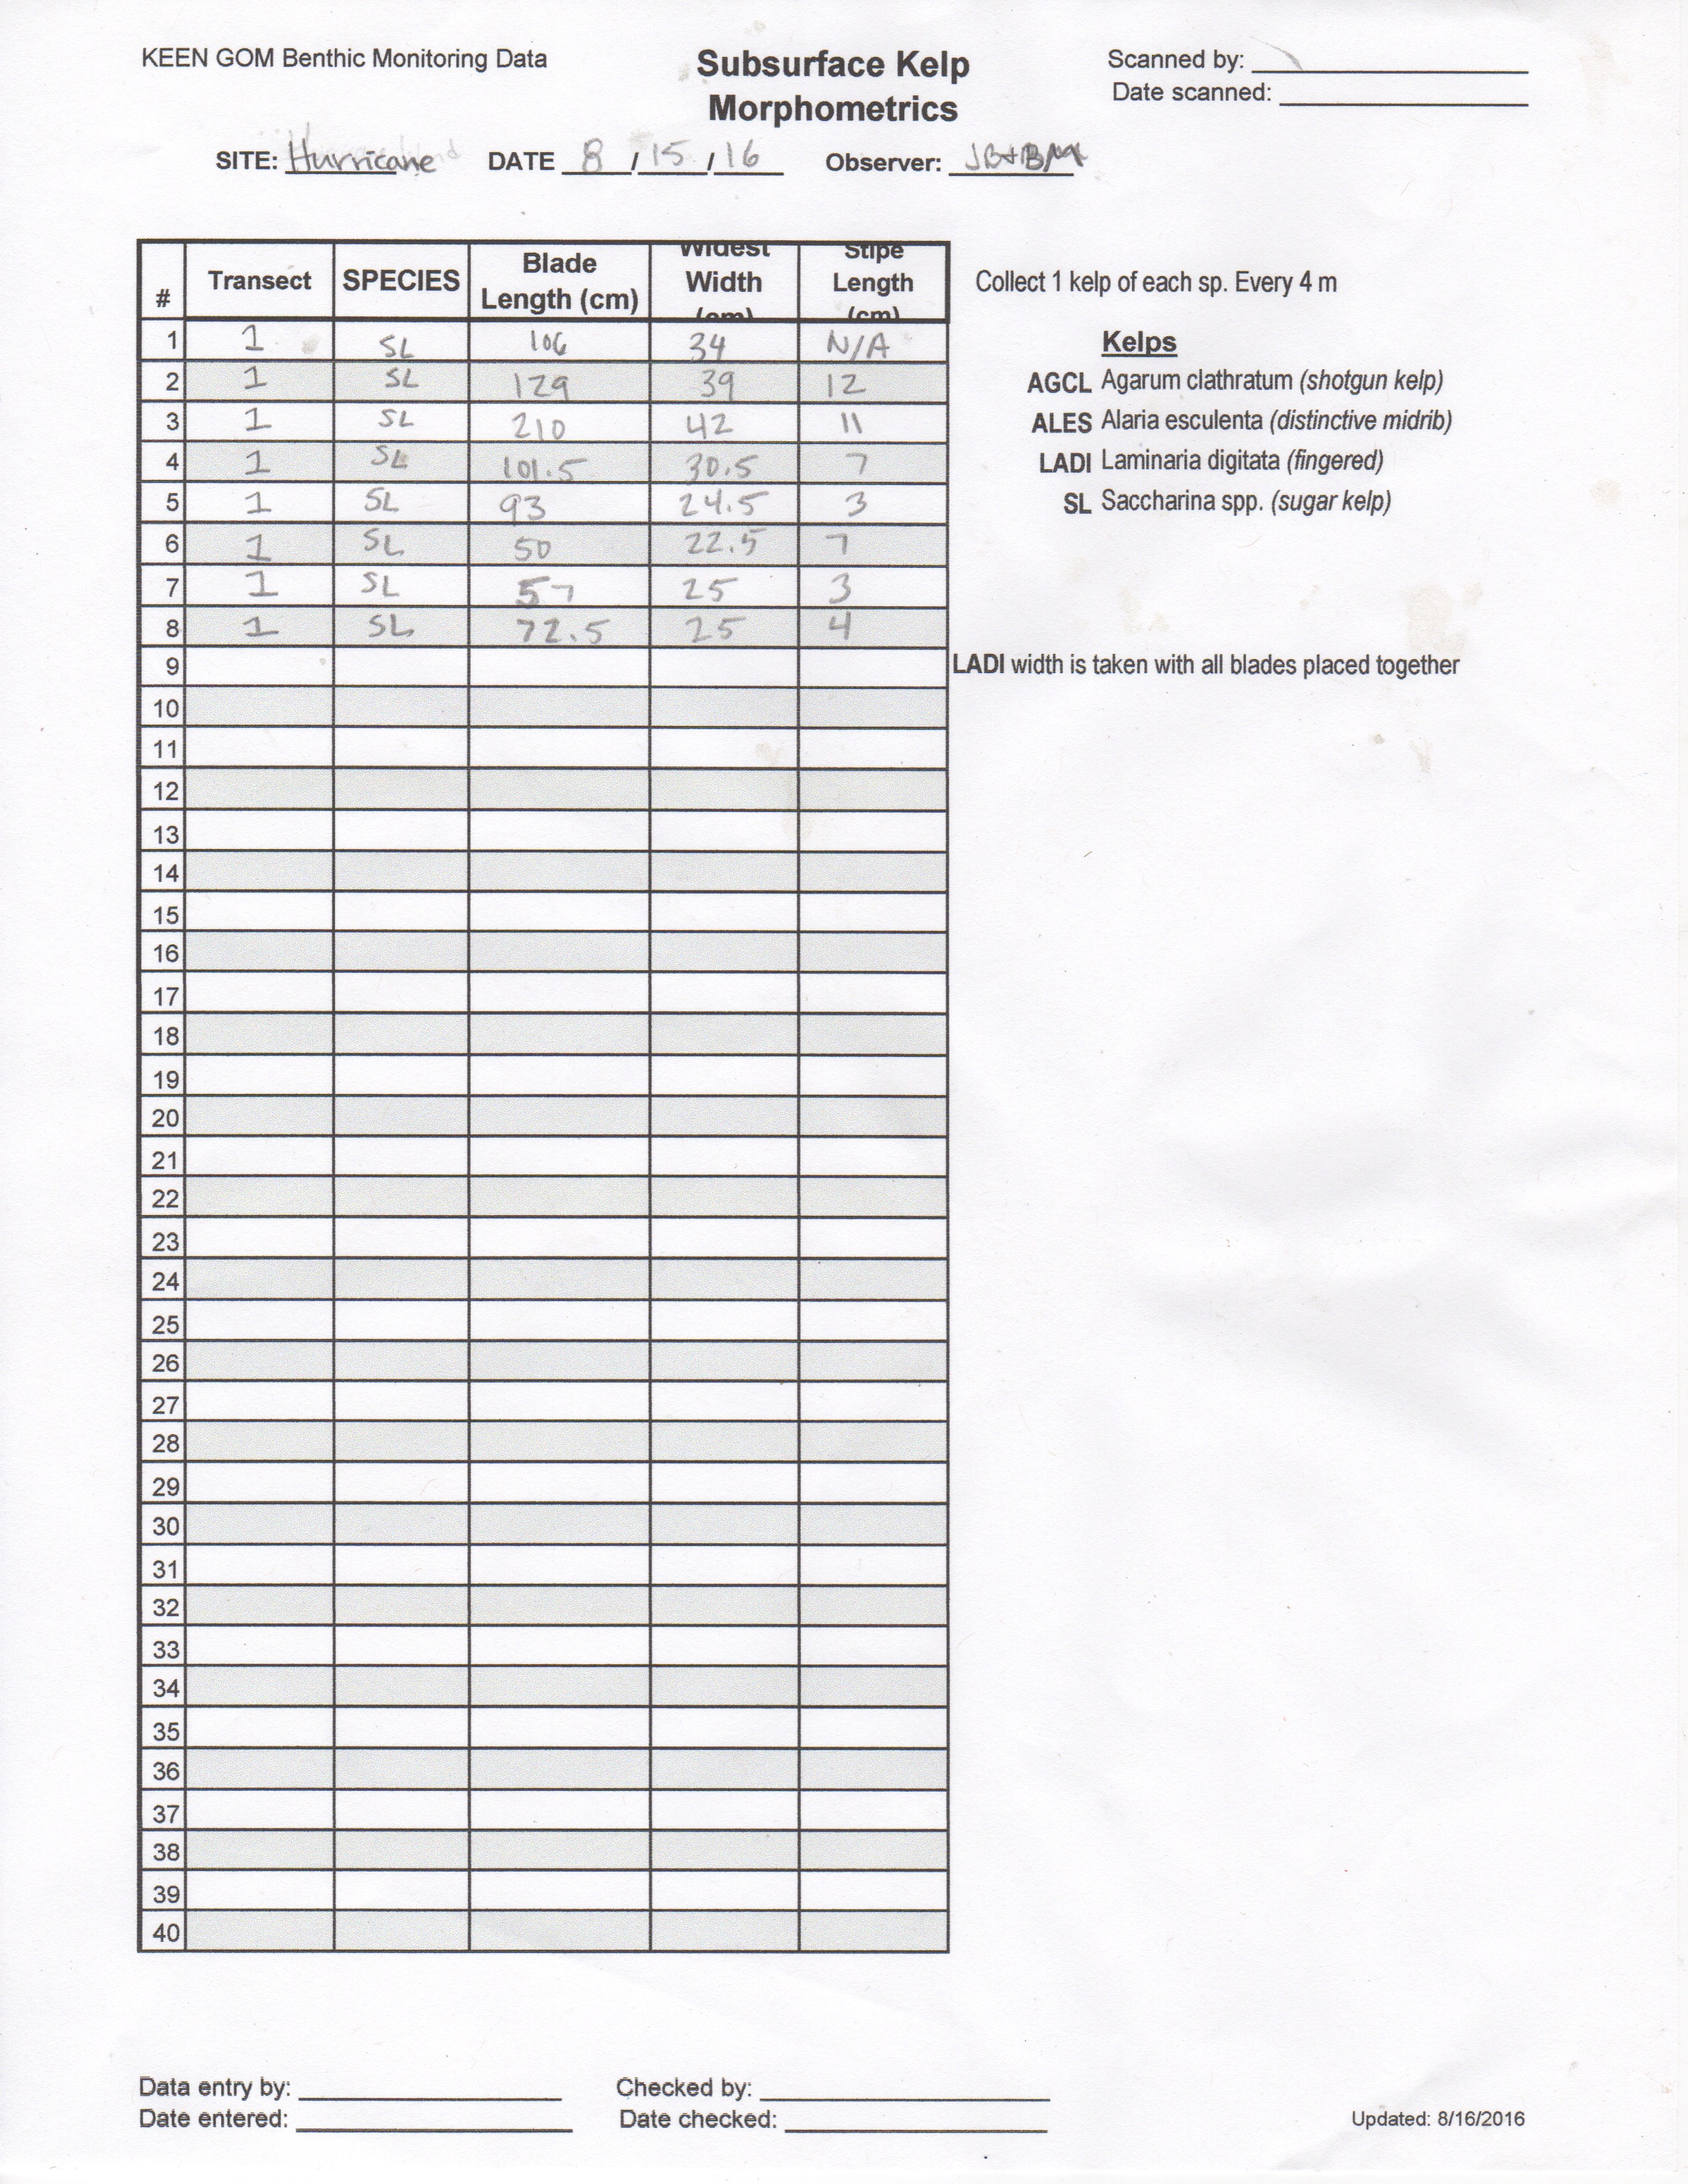 KEEN GOM Benthic Monitoring Data
Subsurface Kelp
Morphometrics
Scanned by:
Date scanned:
SITE: Hurricane DATE 8 / 15 / 16 Observer: JB+BM
# Transect SPECIES Blade Length (cm) Widest Width (cm) Stipe Length (cm)
1 1 SL 106 34 N/A
2 1 SL 129 39 12
3 1 SL 210 42 11
4 1 SL 101.5 30.5 7
5 1 SL 93 24.5 3
6 1 SL 50 22.5 7
7 1 SL 57 25 3
8 1 SL 72.5 25 4
9
10
11
12
13
14
15
16
17
18
19
20
21
22
23
24
25
26
27
28
29
30
31
32
33
34
35
36
37
38
39
40
Collect 1 kelp of each sp. Every 4 m
Kelps
AGCL Agarum clathratum (shotgun kelp)
ALES Alaria esculenta (distinctive midrib)
LADI Laminaria digitata (fingered)
SL Saccharina spp. (sugar kelp)
LADI width is taken with all blades placed together
Data entry by: Checked by:
Date entered: Date checked:
Updated: 8/16/2016